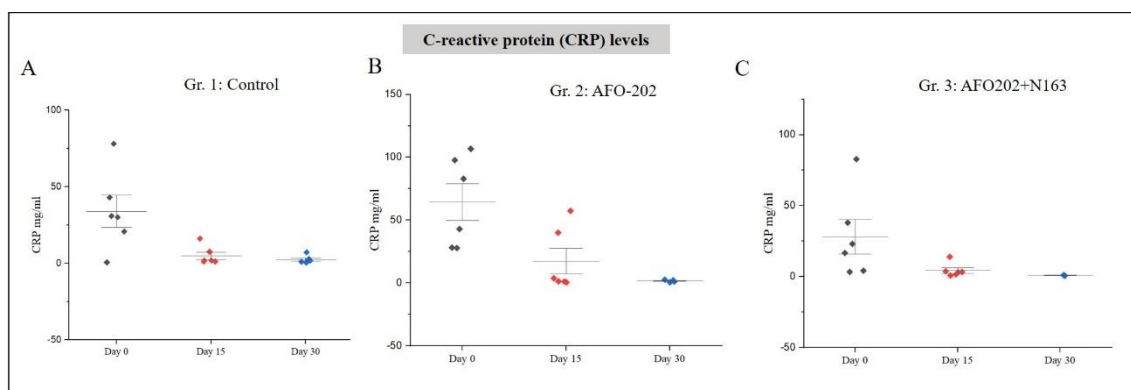 C-reactive protein (CRP) levels
A
Gr. 1: Control
100
50
0
-50
CRP mg/ml
Day 0
Day 15
Day 30
B
Gr. 2: AFO-202
150
100
50
0
-50
CRP mg/ml
Day 0
Day 15
Day 30
C
Gr. 3: AFO202+N163
100
50
0
-50
CRP mg/ml
Day 0
Day 15
Day 30